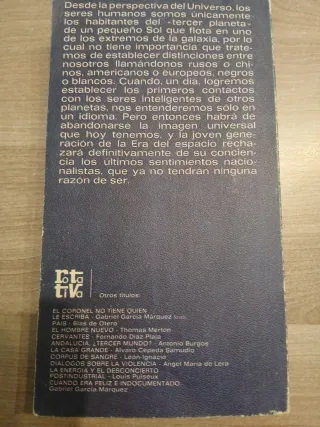 Desde la perspectiva del Universo, los
seres humanos somos únicamente
los habitantes del «tercer planeta»
de un pequeño Sol que flota en uno
de los extremos de la galaxia, por lo
cual no tiene importancia que trate-
mos de establecer distinciones entre
nosotros llamándonos rusos o chi-
nos, americanos o europeos, negros
o blancos. Cuando, un día, logremos
establecer los primeros contactos
con los seres inteligentes de otros
planetas, nos entenderemos sólo en
un idioma. Pero entonces habrá de
abandonarse la imagen universal
que hoy tenemos, y la joven gene-
ración de la Era del espacio recha-
zará definitivamente de su concien-
cia los últimos sentimientos nacio-
nalistas, que ya no tendrán ninguna
razón de ser.
rota
tiva
Otros títulos:
EL CORONEL NO TIENE QUIEN
LE ESCRIBA - Gabriel García Márquez
PAIS - Blas de Otero
EL HOMBRE NUEVO - Thomas Merton
CERVANTES - Fernando Díaz-Plaja
ANDALUCIA, ¿TERCER MUNDO? - Antonio Burgos
LA CASA GRANDE - Alvaro Cepeda Samudio
CORPUS DE SANGRE - León-Ignacio
DIALOGOS SOBRE LA VIOLENCIA - Angel María de Lera
LA ENERGIA Y EL DESCONCIERTO
POSTINDUSTRIAL - Louis Puiseux
CUANDO ERA FELIZ E INDOCUMENTADO
Gabriel García Márquez